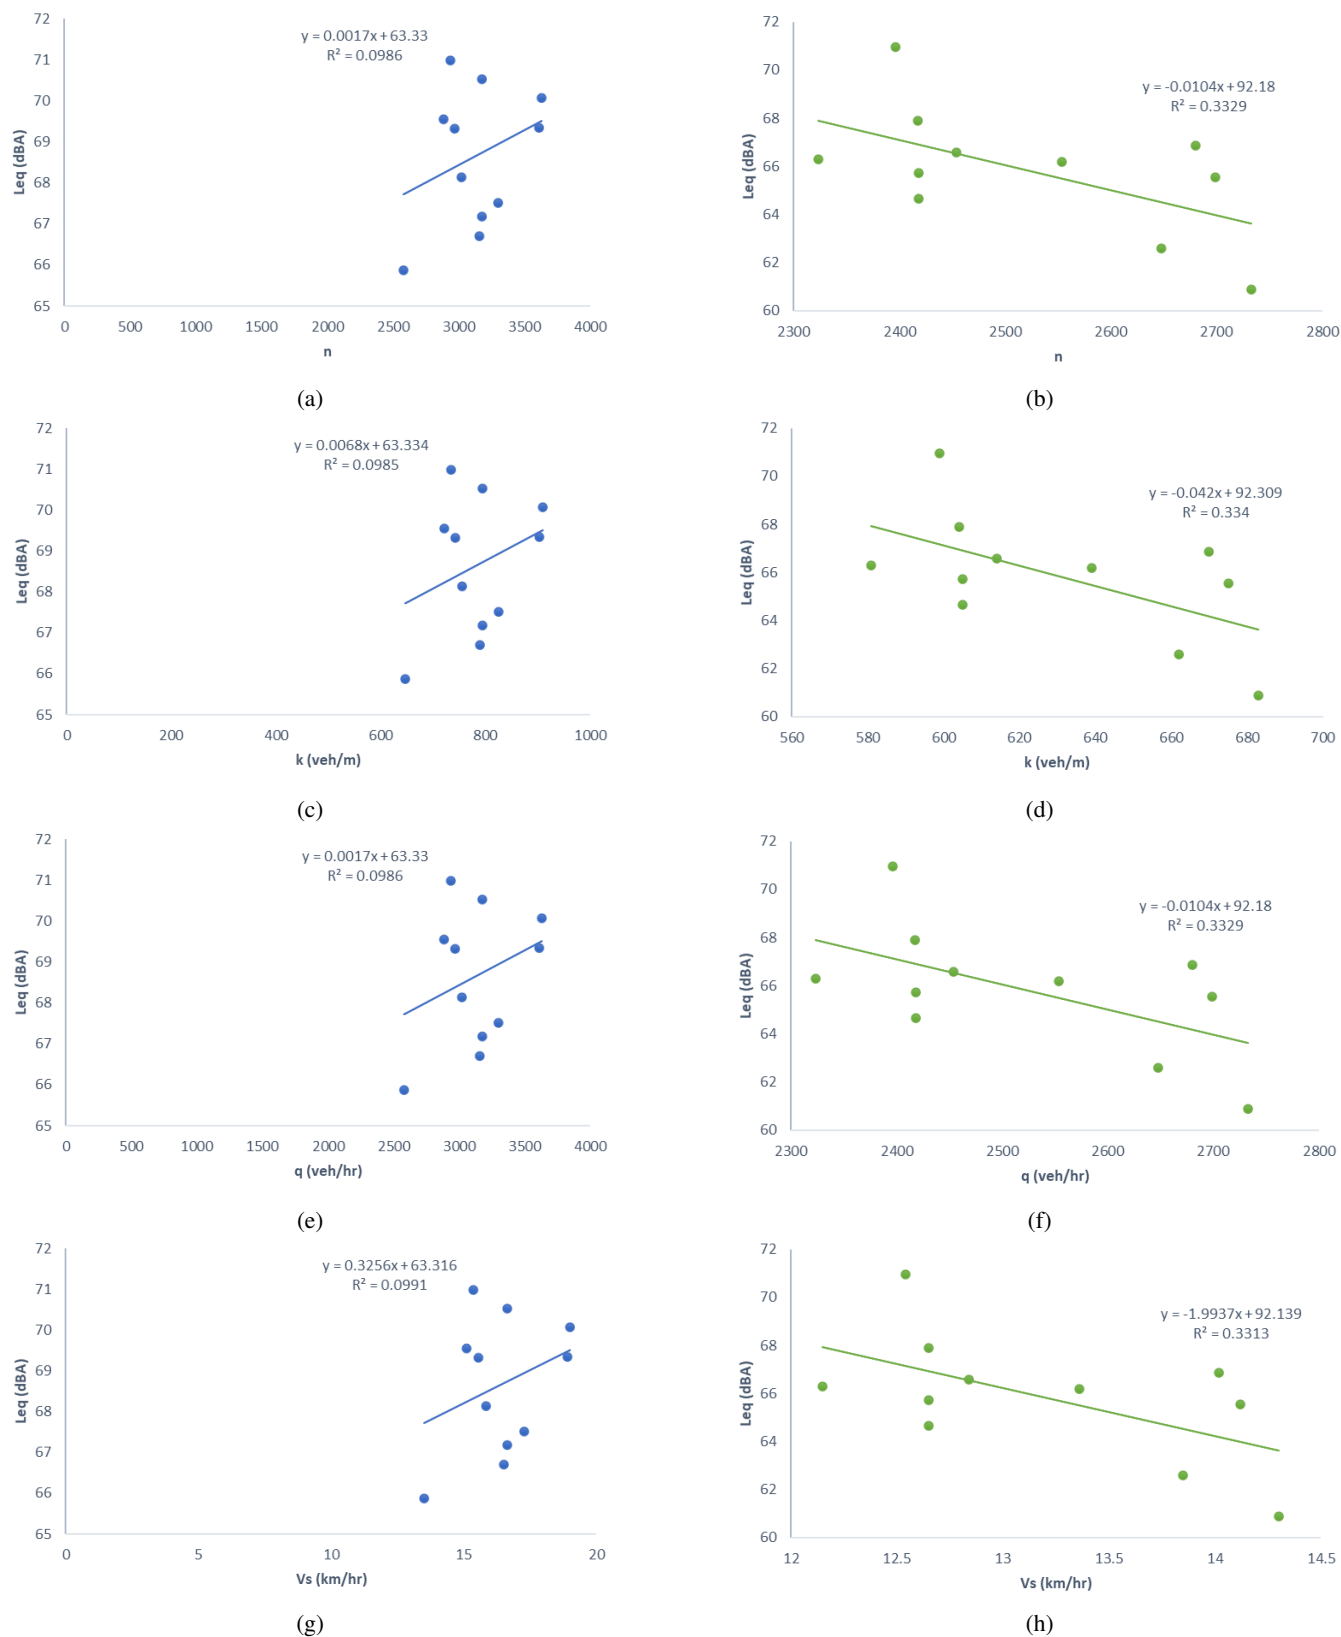 72
y = 0.0017x + 63.33
R² = 0.0986
71
70
69
68
67
66
65
Leq (dBA)
0 500 1000 1500 2000 2500 3000 3500 4000
n
(a)
72
70
y = -0.0104x + 92.18
R² = 0.3329
68
66
64
62
60
Leq (dBA)
2300 2400 2500 2600 2700 2800
n
(b)
72
y = 0.0068x + 63.334
R² = 0.0985
71
70
69
68
67
66
65
Leq (dBA)
0 200 400 600 800 1000
k (veh/m)
(c)
72
70
y = -0.042x + 92.309
R² = 0.334
68
66
64
62
60
Leq (dBA)
560 580 600 620 640 660 680 700
k (veh/m)
(d)
72
y = 0.0017x + 63.33
R² = 0.0986
71
70
69
68
67
66
65
Leq (dBA)
0 500 1000 1500 2000 2500 3000 3500 4000
q (veh/hr)
(e)
72
70
y = -0.0104x + 92.18
R² = 0.3329
68
66
64
62
60
Leq (dBA)
2300 2400 2500 2600 2700 2800
q (veh/hr)
(f)
72
y = 0.3256x + 63.316
R² = 0.0991
71
70
69
68
67
66
65
Leq (dBA)
0 5 10 15 20
Vs (km/hr)
(g)
72
70
y = -1.9937x + 92.139
R² = 0.3313
68
66
64
62
60
Leq (dBA)
12 12.5 13 13.5 14 14.5
Vs (km/hr)
(h)